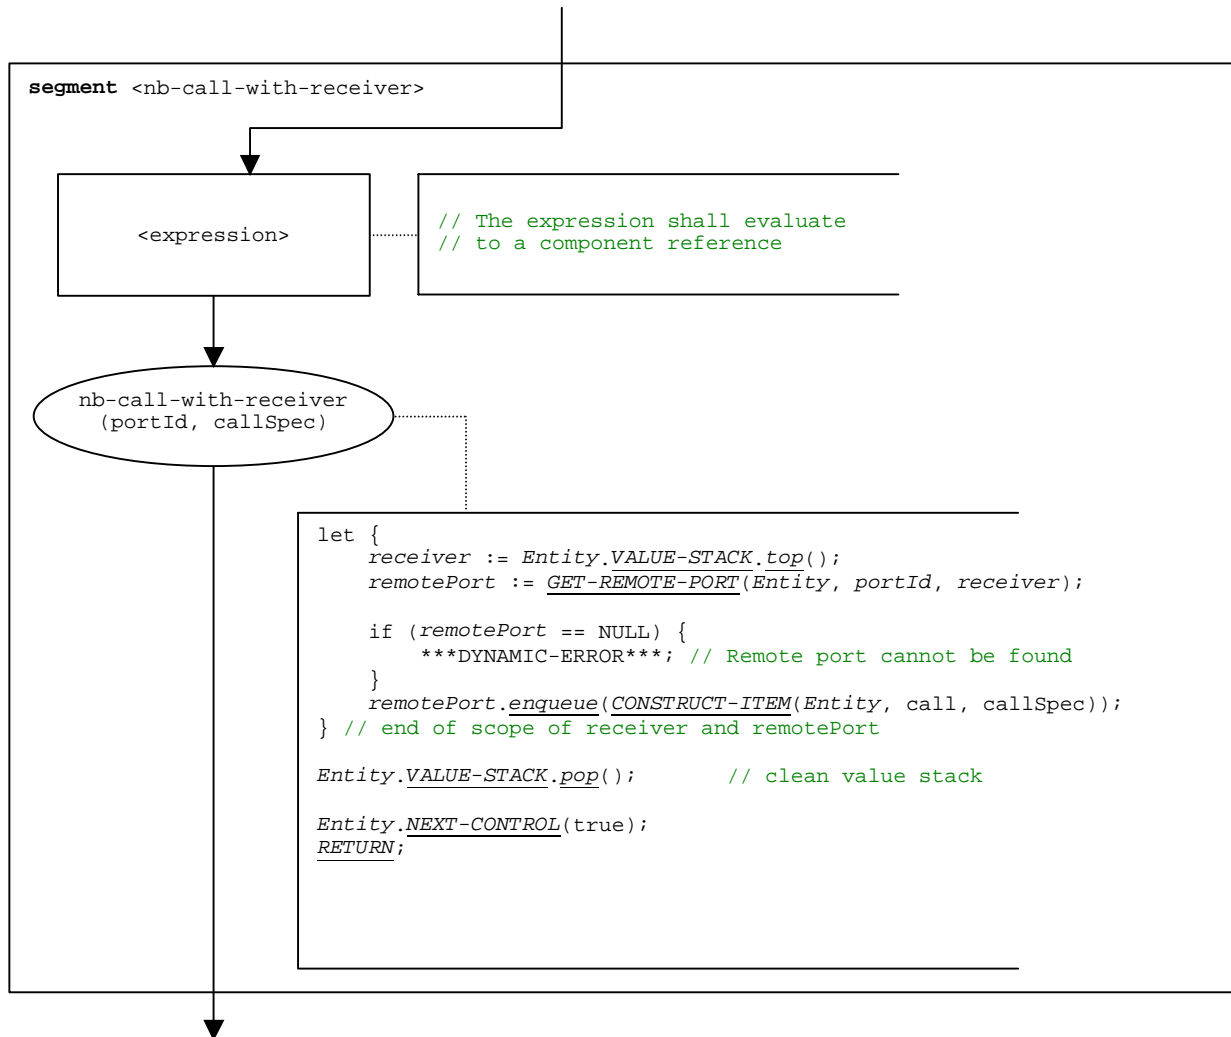 segment <nb-call-with-receiver>
<expression>
// The expression shall evaluate
// to a component reference
nb-call-with-receiver
(portId, callSpec)
let {
receiver := Entity.VALUE-STACK.top();
remotePort := GET-REMOTE-PORT(Entity, portId, receiver);
if (remotePort == NULL) {
***DYNAMIC-ERROR***; // Remote port cannot be found
}
remotePort.enqueue(CONSTRUCT-ITEM(Entity, call, callSpec));
} // end of scope of receiver and remotePort
Entity.VALUE-STACK.pop(); // clean value stack
Entity.NEXT-CONTROL(true);
RETURN;